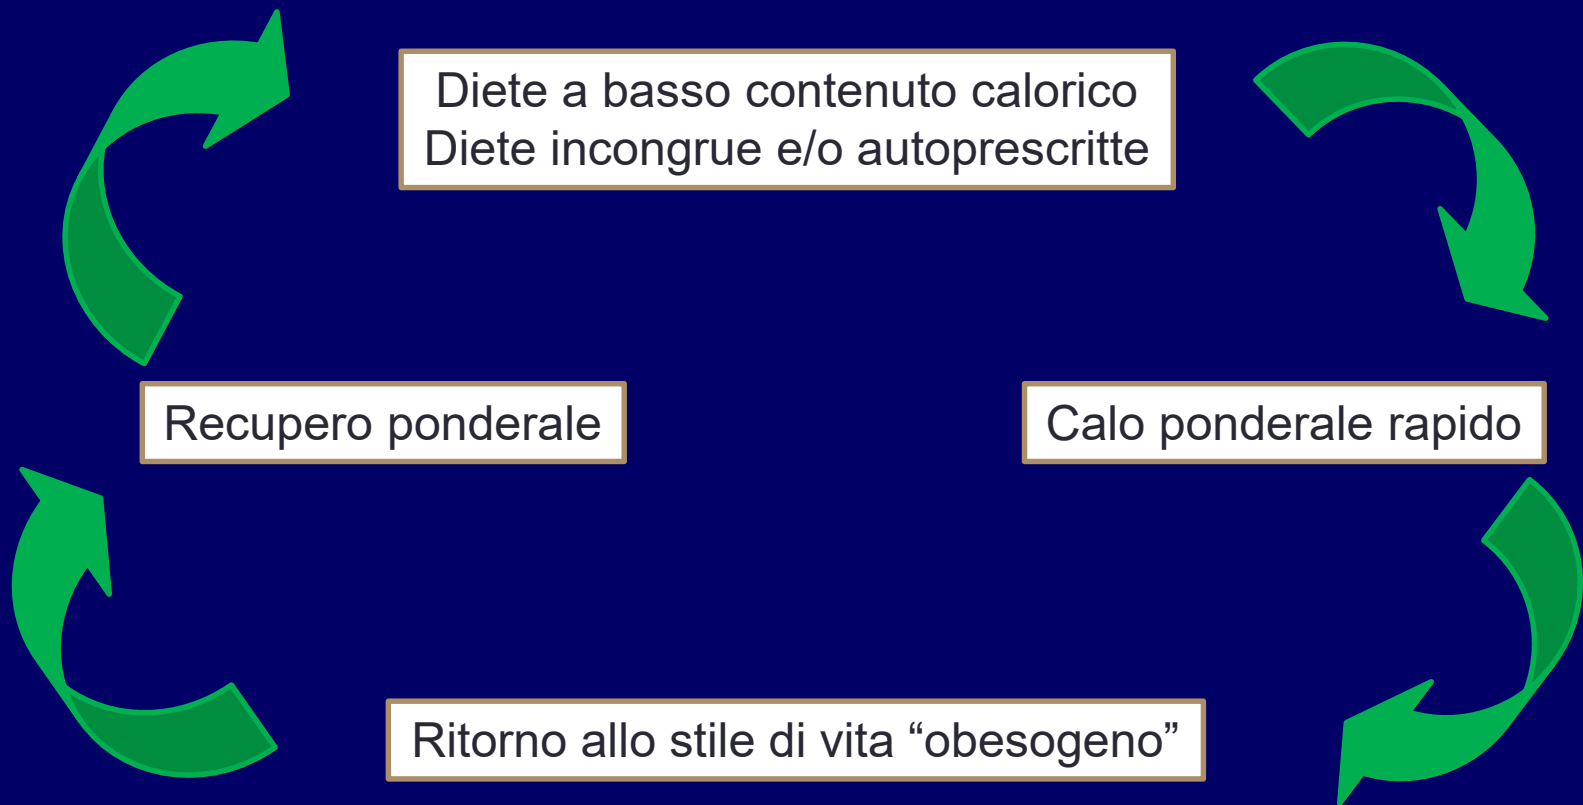 Diete a basso contenuto calorico
Diete incongrue e/o autoprescritte
Recupero ponderale
Calo ponderale rapido
Ritorno allo stile di vita “obesogeno”